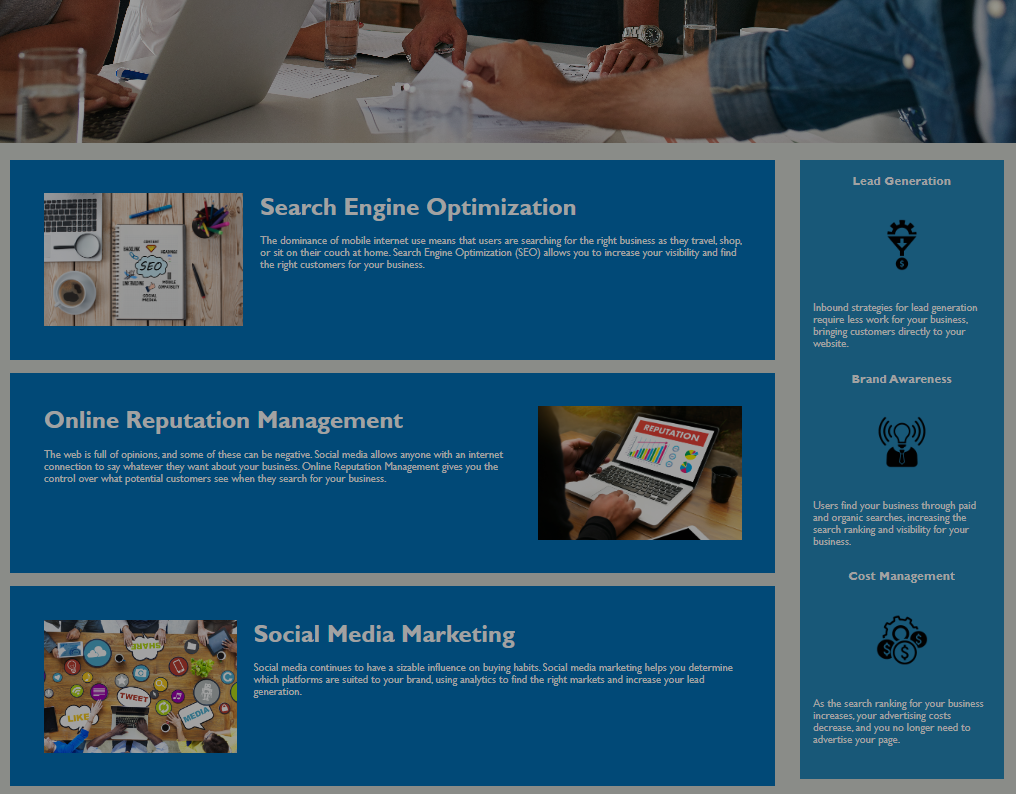 Search Engine Optimization
The dominance of mobile internet use means that users are searching for the right business as they travel, shop,
or sit on their couch at home. Search Engine Optimization (SEO) allows you to increase your visibility and find
the right customers for your business.
SEO
Online Reputation Management
The web is full of opinions, and some of these can be negative. Social media allows anyone with an internet
connection to say whatever they want about your business. Online Reputation Management gives you the
control over what potential customers see when they search for your business.
REPUTATION
Social Media Marketing
Social media continues to have a sizable influence on buying habits. Social media marketing helps you determine
which platforms are suited to your brand, using analytics to find the right markets and increase your lead
generation.
SHARE
TWEET
LIKE
MEDIA
Lead Generation
Inbound strategies for lead generation
require less work for your business,
bringing customers directly to your
website.
Brand Awareness
Users find your business through paid
and organic searches, increasing the
search ranking and visibility for your
business.
Cost Management
As the search ranking for your business
increases, your advertising costs
decrease, and you no longer need to
advertise your page.